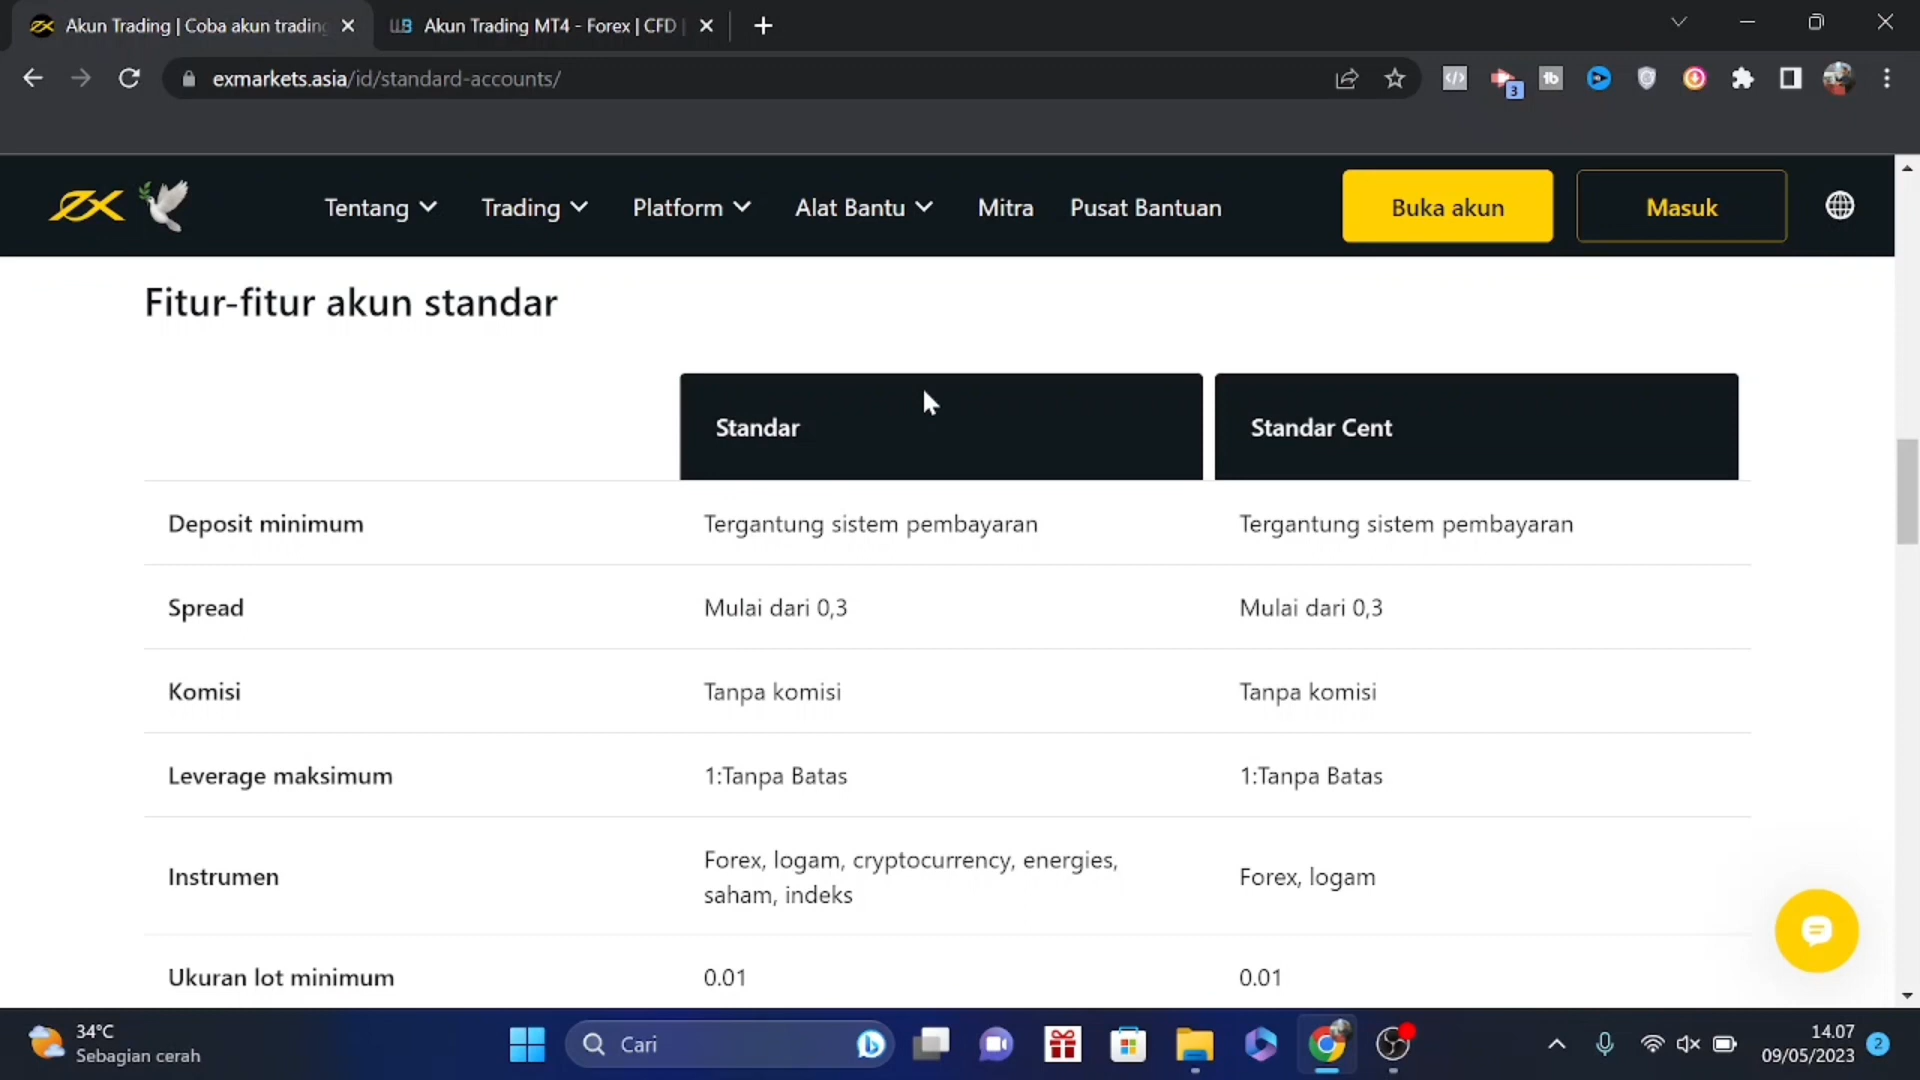 Akun Trading | Coba akun trading
Akun Trading MT4 - Forex | CFD |
exmarkets.asia/id/standard-accounts/
3
Tentang
Trading
Platform
Alat Bantu
Mitra
Pusat Bantuan
Buka akun
Masuk
Fitur-fitur akun standar
Standar
Standar Cent
Deposit minimum
Tergantung sistem pembayaran
Tergantung sistem pembayaran
Spread
Mulai dari 0,3
Mulai dari 0,3
Komisi
Tanpa komisi
Tanpa komisi
Leverage maksimum
1:Tanpa Batas
1:Tanpa Batas
Instrumen
Forex, logam, cryptocurrency, energies,
saham, indeks
Forex, logam
Ukuran lot minimum
0.01
0.01
34°C
Sebagian cerah
Cari
14.07
09/05/2023
2